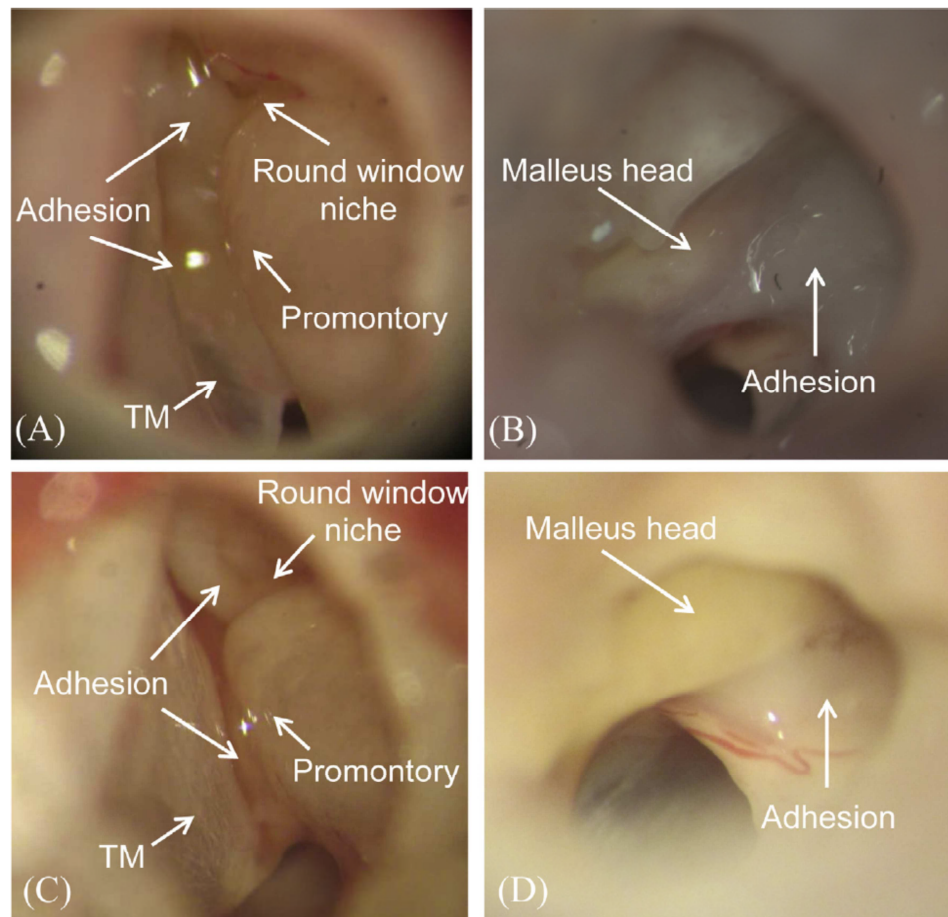 Round window
niche
Adhesion
Promontory
TM
(A)
Malleus head
Adhesion
(B)
Round window
niche
Adhesion
Promontory
TM
(C)
Malleus head
Adhesion
(D)